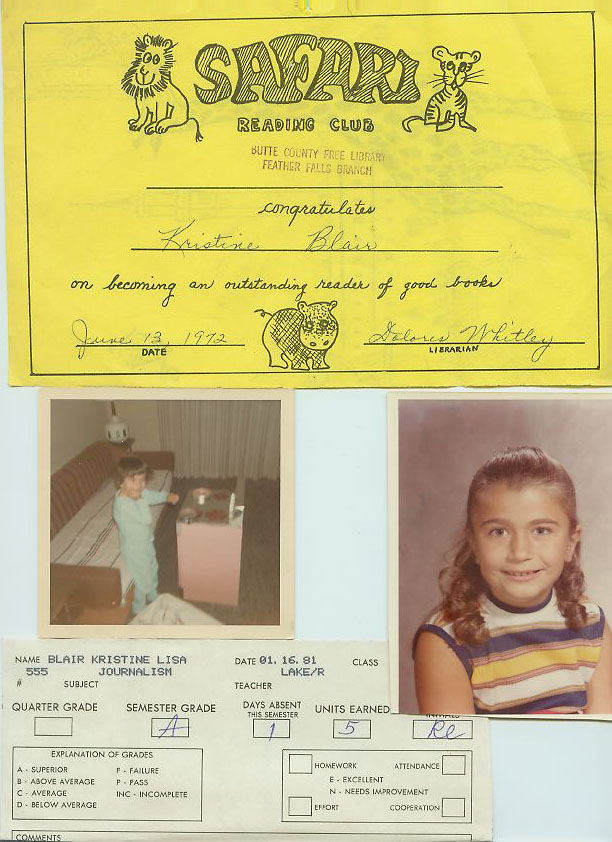 SAFARI
READING CLUB
BUTTE COUNTY FREE LIBRARY
FEATHER FALLS BRANCH
congratulates
Kristine Blair
on becoming an outstanding reader of good books
June 13, 1972 Dolores Whitley
DATE LIBRARIAN
NAME BLAIR KRISTINE LISA DATE 01.16.81 CLASS
555 JOURNALISM LAKE/R
# SUBJECT TEACHER
QUARTER GRADE SEMESTER GRADE DAYS ABSENT THIS SEMESTER UNITS EARNED INITIALS
A 1 5 Re
EXPLANATION OF GRADES
A - SUPERIOR F - FAILURE
B - ABOVE AVERAGE P - PASS
C - AVERAGE INC - INCOMPLETE
D - BELOW AVERAGE
HOMEWORK ATTENDANCE
E - EXCELLENT
N - NEEDS IMPROVEMENT
EFFORT COOPERATION
COMMENTS